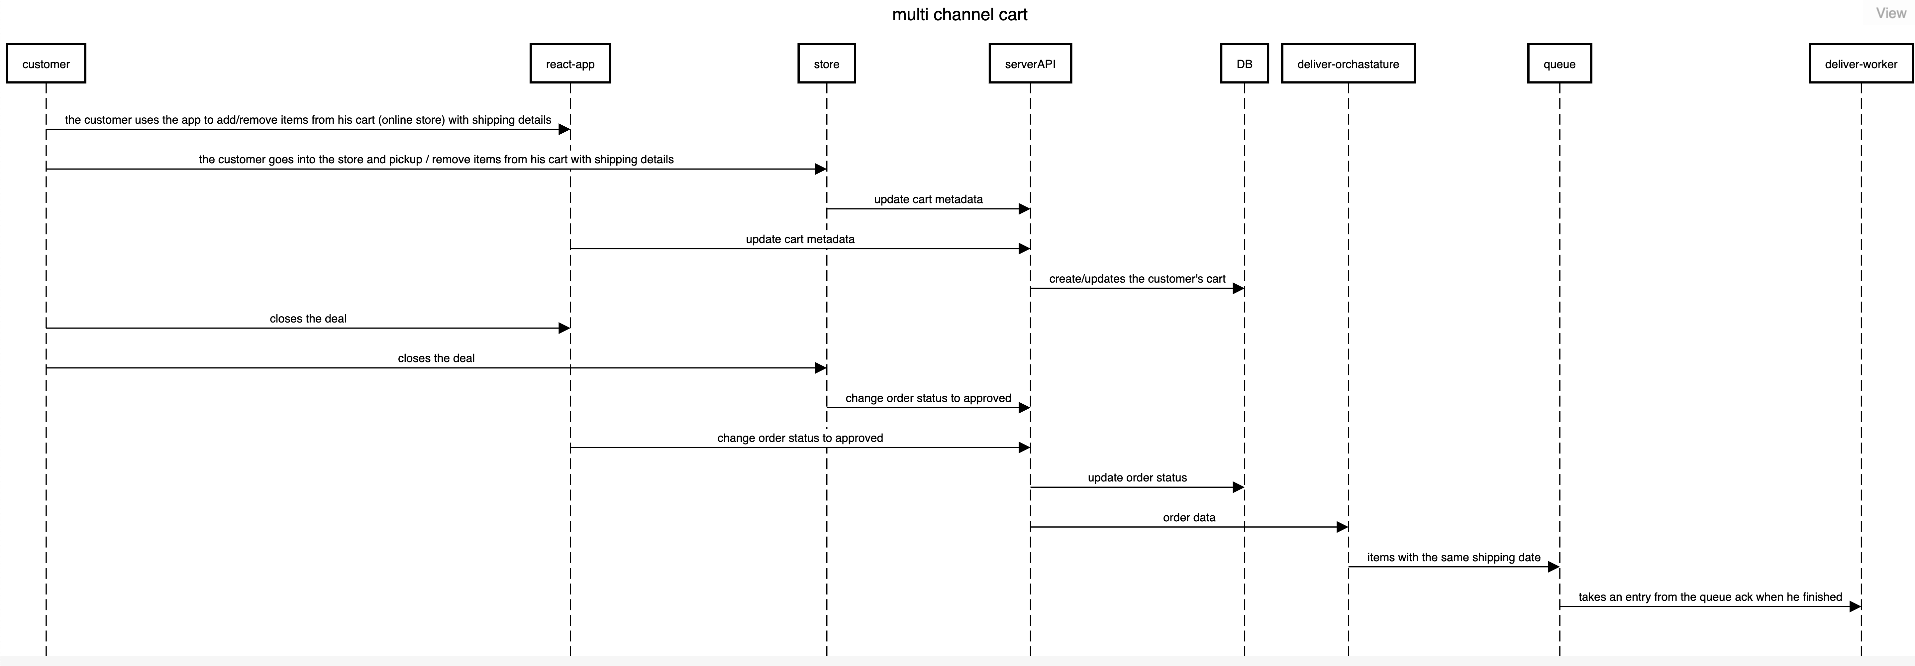 multi channel cart
View
customer
react-app
store
serverAPI
DB
deliver-orchastature
queue
deliver-worker
the customer uses the app to add/remove items from his cart (online store) with shipping details
the customer goes into the store and pickup / remove items from his cart with shipping details
update cart metadata
update cart metadata
create/updates the customer's cart
closes the deal
closes the deal
change order status to approved
change order status to approved
update order status
order data
items with the same shipping date
takes an entry from the queue ack when he finished